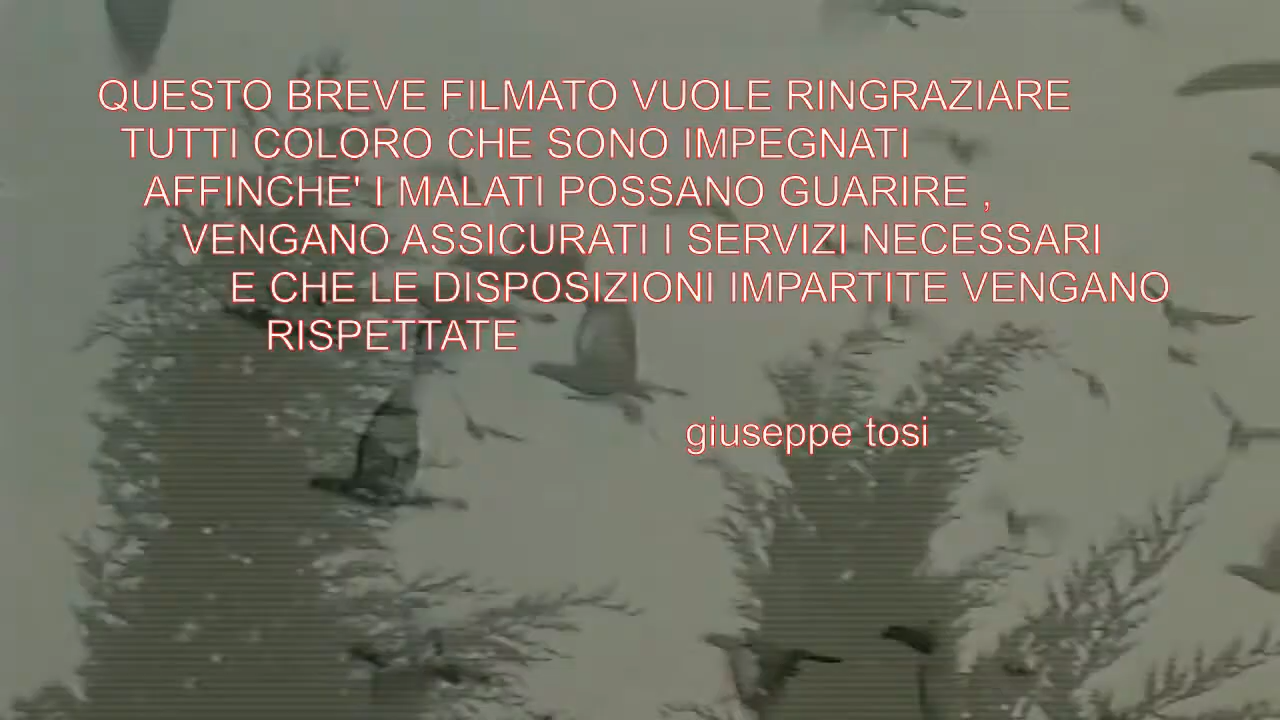 QUESTO BREVE FILMATO VUOLE RINGRAZIARE
TUTTI COLORO CHE SONO IMPEGNATI
AFFINCHE' I MALATI POSSANO GUARIRE ,
VENGANO ASSICURATI I SERVIZI NECESSARI
E CHE LE DISPOSIZIONI IMPARTITE VENGANO
RISPETTATE
giuseppe tosi